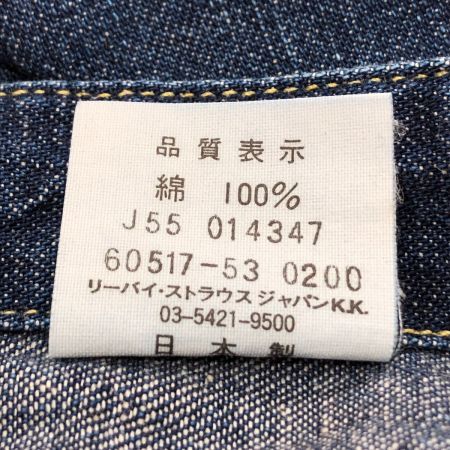 品質表示
綿 100%
J55 014347
60517-53 0200
リーバイ・ストラウス ジャパンK.K.
03-5421-9500
日本製